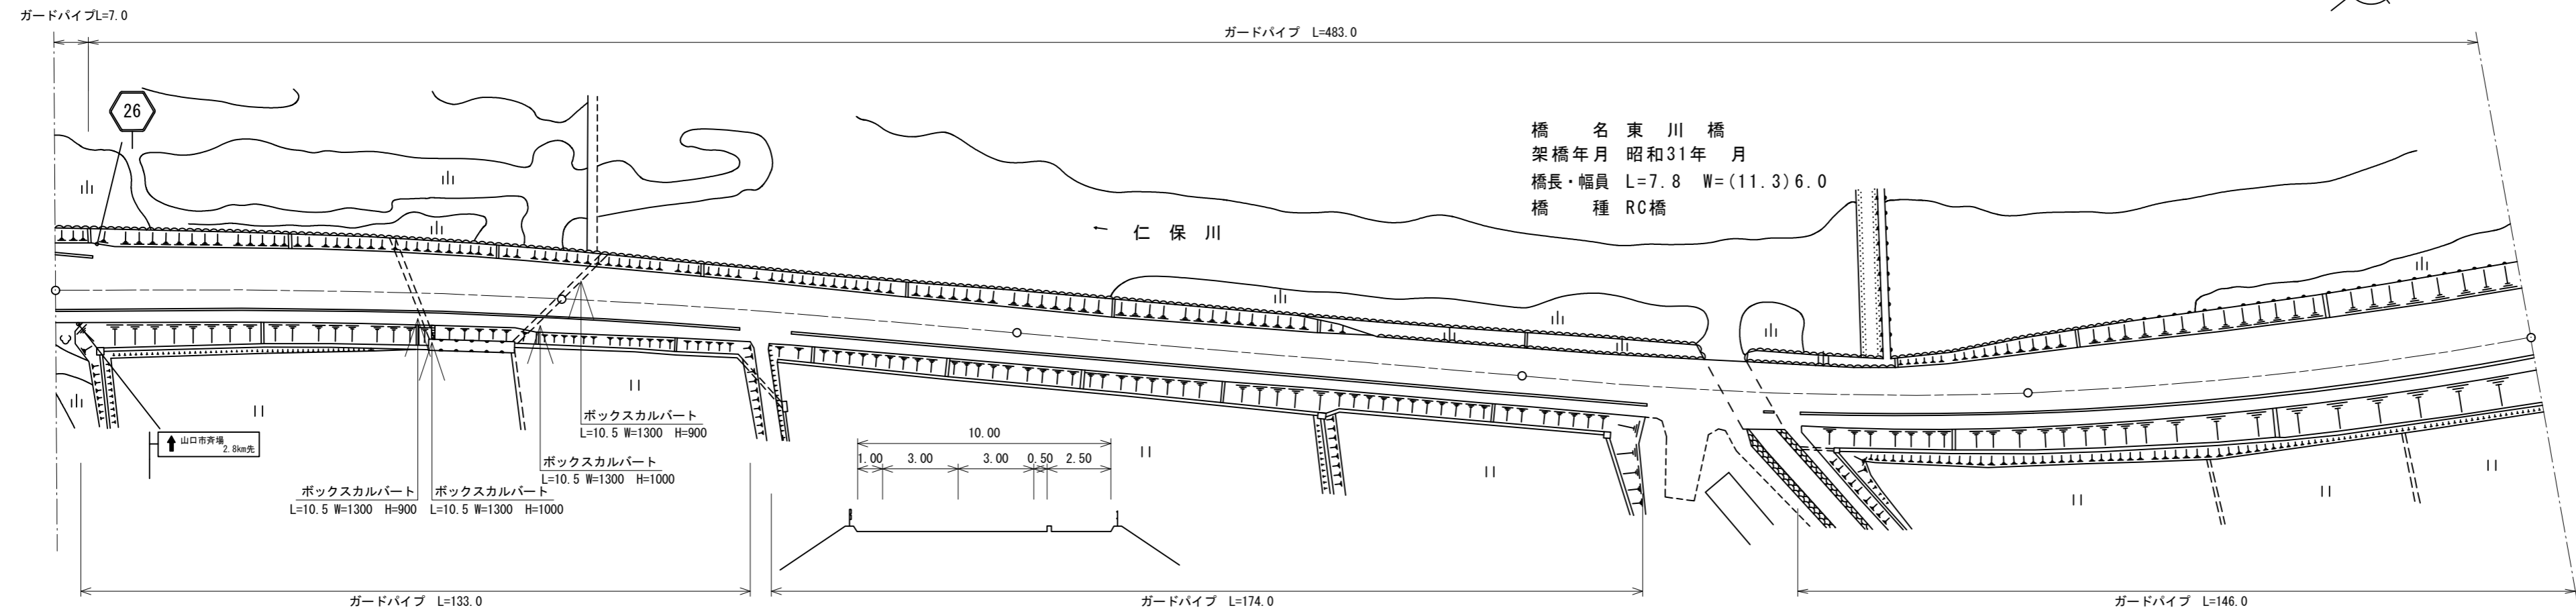 ガードパイプL=7.0
ガードパイプ L=483.0
26
橋 名 東 川 橋
架橋年月 昭和31年 月
橋長・幅員 L=7.8 W=(11.3)6.0
橋 種 RC橋
← 仁 保 川
山口市斉場
2.8km先
ボックスカルバート
L=10.5 W=1300 H=900
ボックスカルバート
L=10.5 W=1300 H=1000
ボックスカルバート
L=10.5 W=1300 H=900
ボックスカルバート
L=10.5 W=1300 H=1000
10.00
1.00 3.00 3.00 0.50 2.50
ガードパイプ L=133.0
ガードパイプ L=174.0
ガードパイプ L=146.0